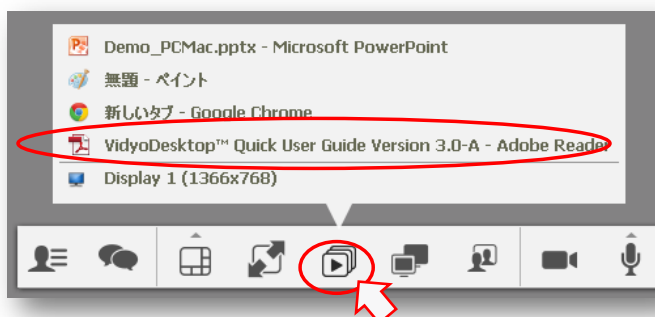 Demo_PCMac.pptx - Microsoft PowerPoint
無題 - ペイント
新しいタブ - Google Chrome
VidyoDesktop™ Quick User Guide Version 3.0-A - Adobe Reader
Display 1 (1366x768)